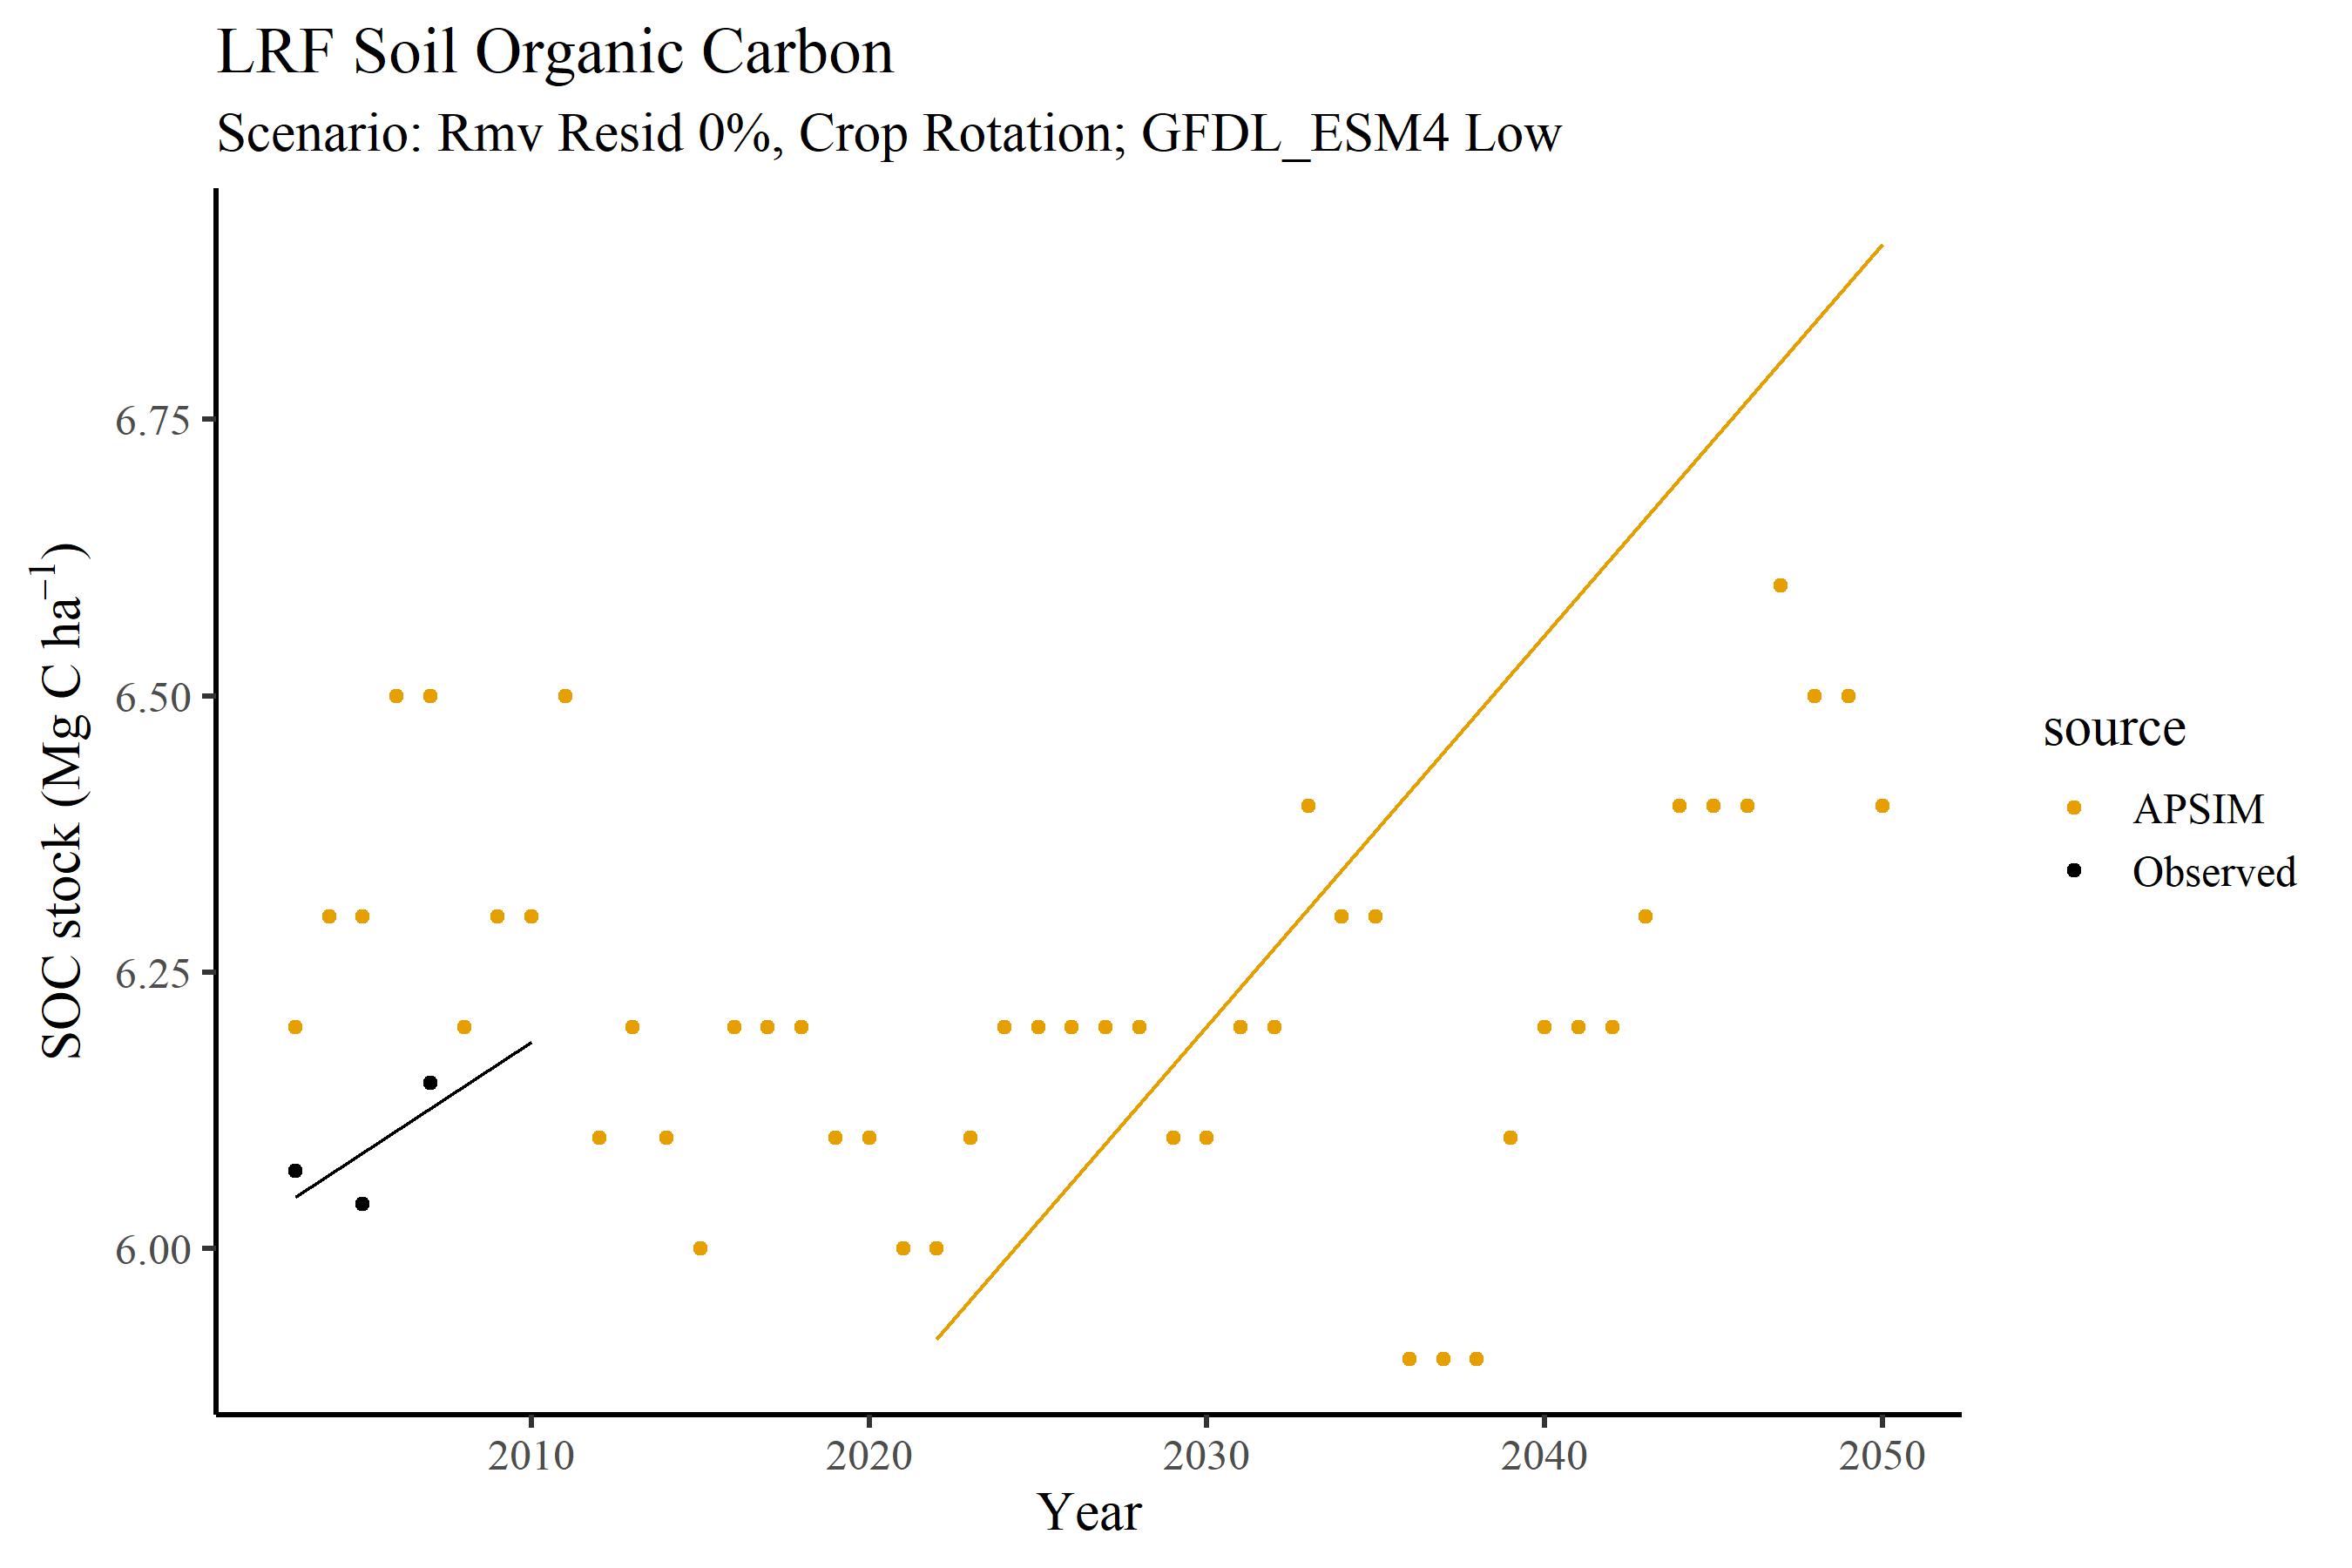 LRF Soil Organic Carbon
Scenario: Rmv Resid 0%, Crop Rotation; GFDL_ESM4 Low
SOC stock (Mg C ha⁻¹)
6.75
6.50
6.25
6.00
2010 2020 2030 2040 2050
Year
source
APSIM
Observed